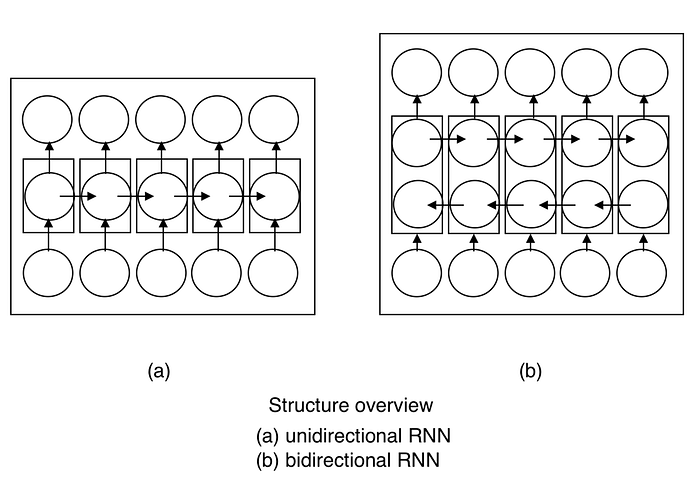 (a)
(b)
Structure overview
(a) unidirectional RNN
(b) bidirectional RNN